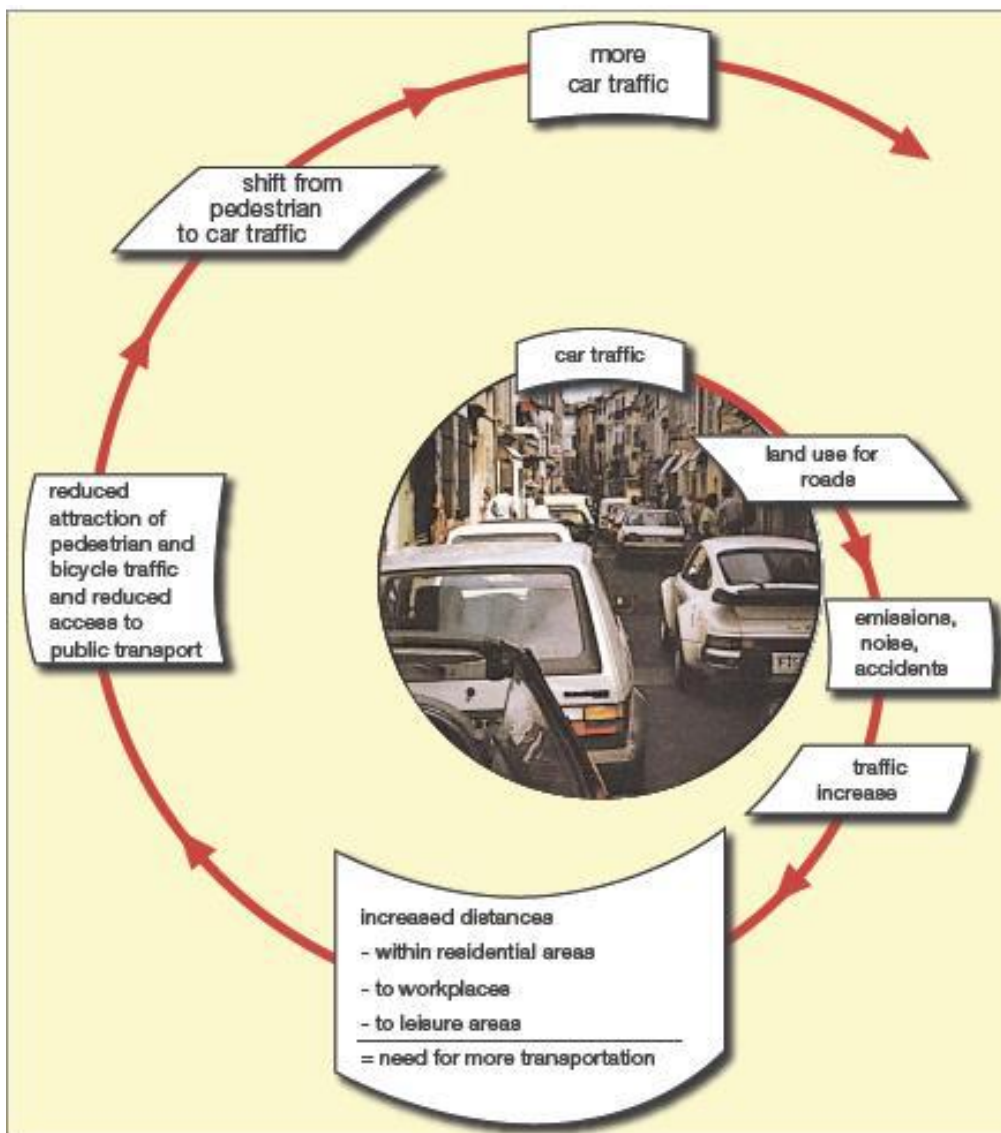 more
car traffic
shift from
pedestrian
to car traffic
car traffic
land use for
roads
emissions,
noise,
accidents
traffic
increase
increased distances
- within residential areas
- to workplaces
- to leisure areas
= need for more transportation
reduced
attraction of
pedestrian and
bicycle traffic
and reduced
access to
public transport